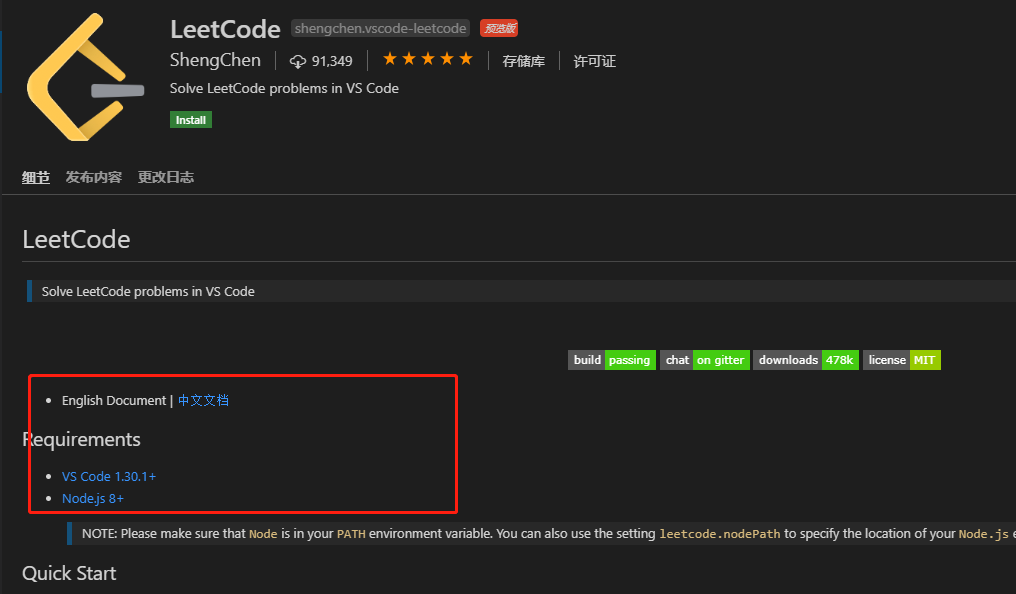 LeetCode shengchen.vscode-leetcode 预览版
ShengChen 91,349 存储库 许可证
Solve LeetCode problems in VS Code
Install
细节 发布内容 更改日志
LeetCode
Solve LeetCode problems in VS Code
build passing chat on gitter downloads 478k license MIT
English Document | 中文文档
Requirements
VS Code 1.30.1+
Node.js 8+
NOTE: Please make sure that Node is in your PATH environment variable. You can also use the setting leetcode.nodePath to specify the location of your Node.js e
Quick Start